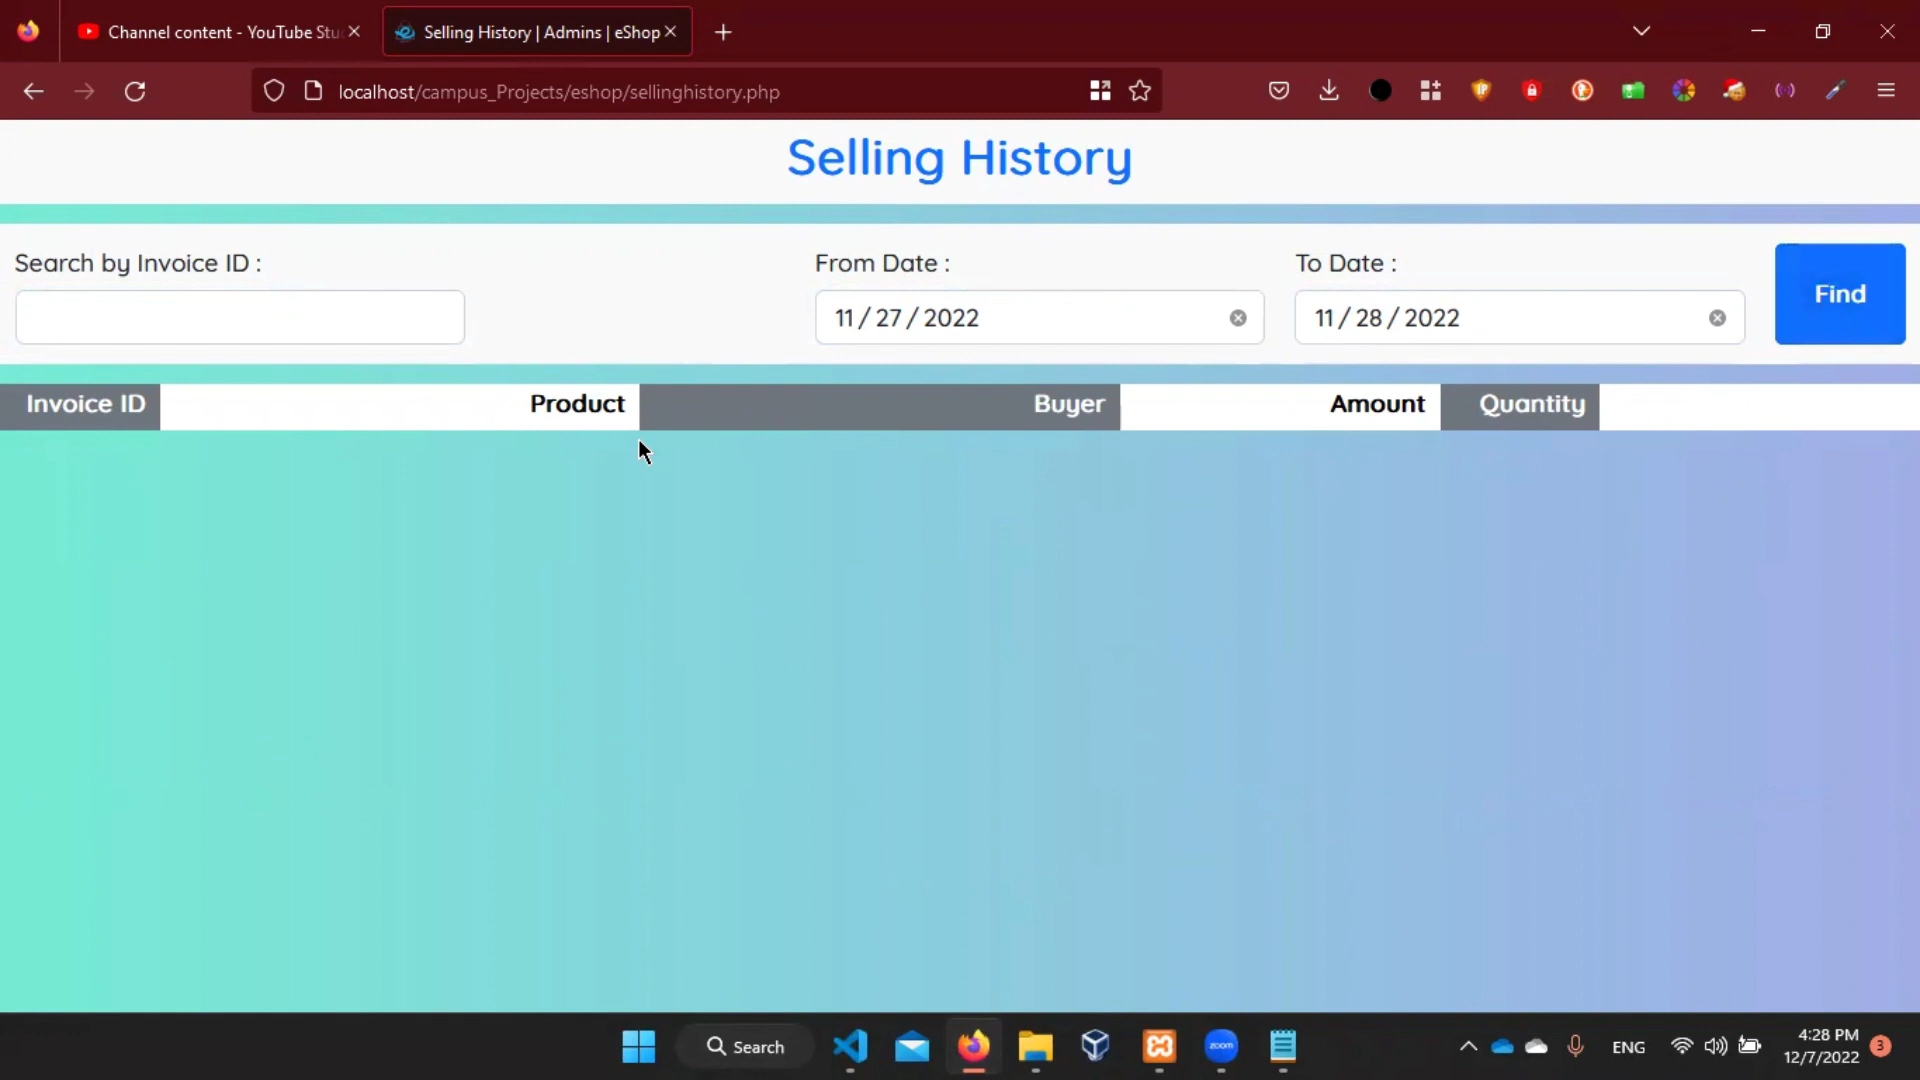 Channel content - YouTube Stu
Selling History | Admins | eShop
localhost/campus_Projects/eshop/sellinghistory.php
Selling History
Search by Invoice ID :
From Date :
To Date :
11 / 27 / 2022
11 / 28 / 2022
Find
Invoice ID
Product
Buyer
Amount
Quantity
Search
zoom
ENG
4:28 PM
12/7/2022
3